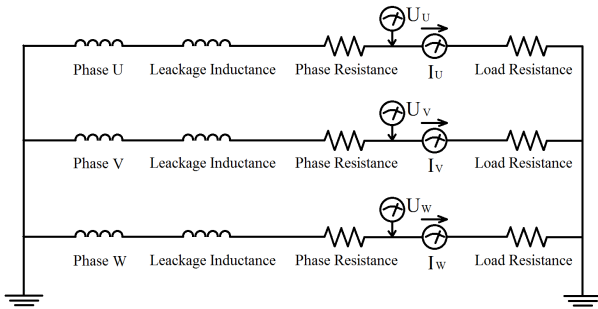 UU
IU
Phase U Leackage Inductance Phase Resistance Load Resistance
UV
IV
Phase V Leackage Inductance Phase Resistance Load Resistance
UW
IW
Phase W Leackage Inductance Phase Resistance Load Resistance